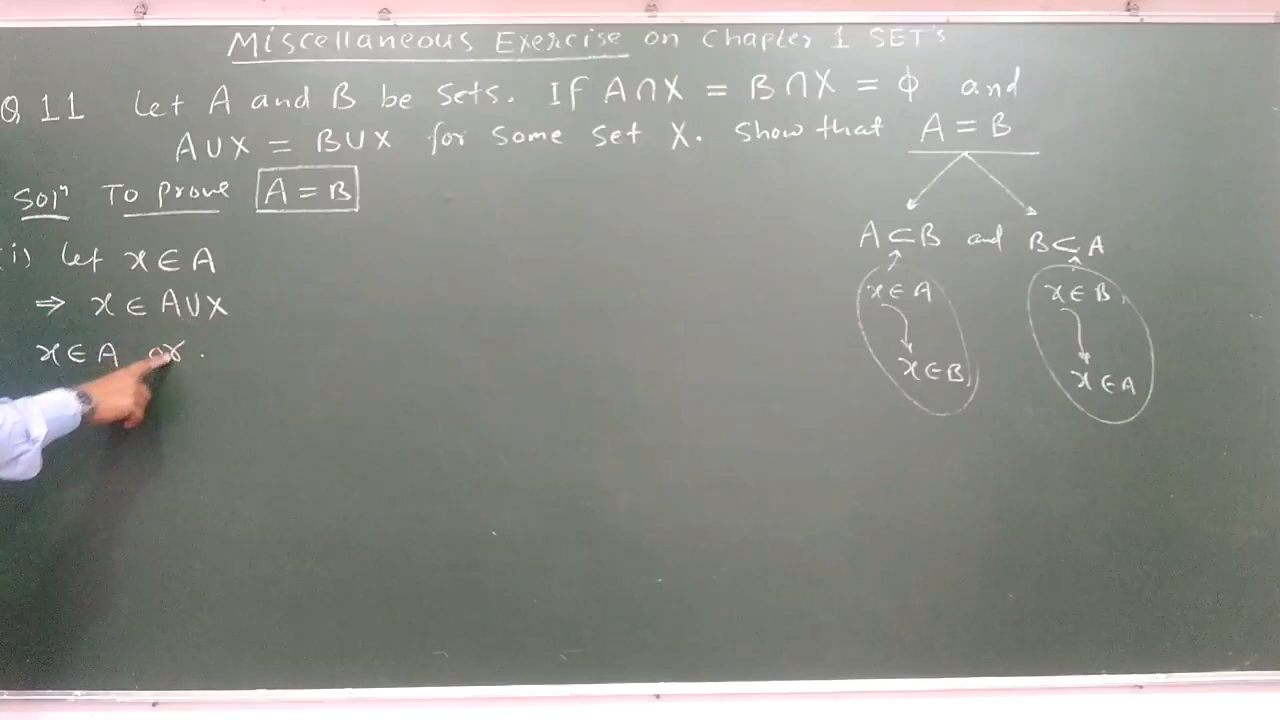 Miscellaneous Exercise on Chapter 1 SET's
Q 11 Let A and B be sets. If A∩X = B∩X = ϕ and
A∪X = B∪X for some set X. Show that A = B
Solⁿ To prove A = B
A⊂B and B⊂A
(i) Let x∈A
x∈A
x∈B,
⇒ x∈A∪X
x∈A or.
x∈B,
x∈A